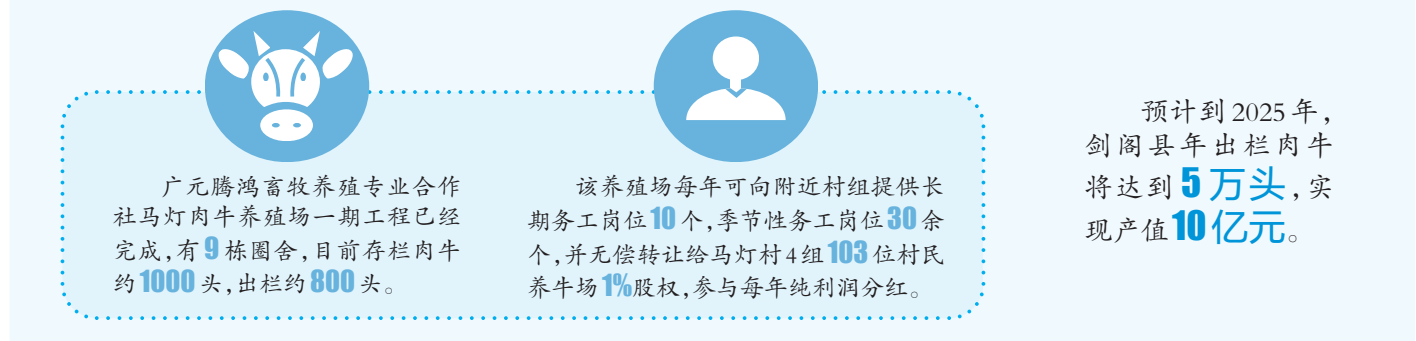 广元腾鸿畜牧养殖专业合作
社马灯肉牛养殖场一期工程已经
完成,有9栋圈舍,目前存栏肉牛
约1000头,出栏约800头。
该养殖场每年可向附近村组提供长
期务工岗位10个,季节性务工岗位30余
个,并无偿转让给马灯村4组103位村民
养牛场1%股权,参与每年纯利润分红。
预计到2025年,
剑阁县年出栏肉牛
将达到5万头,实
现产值10亿元。